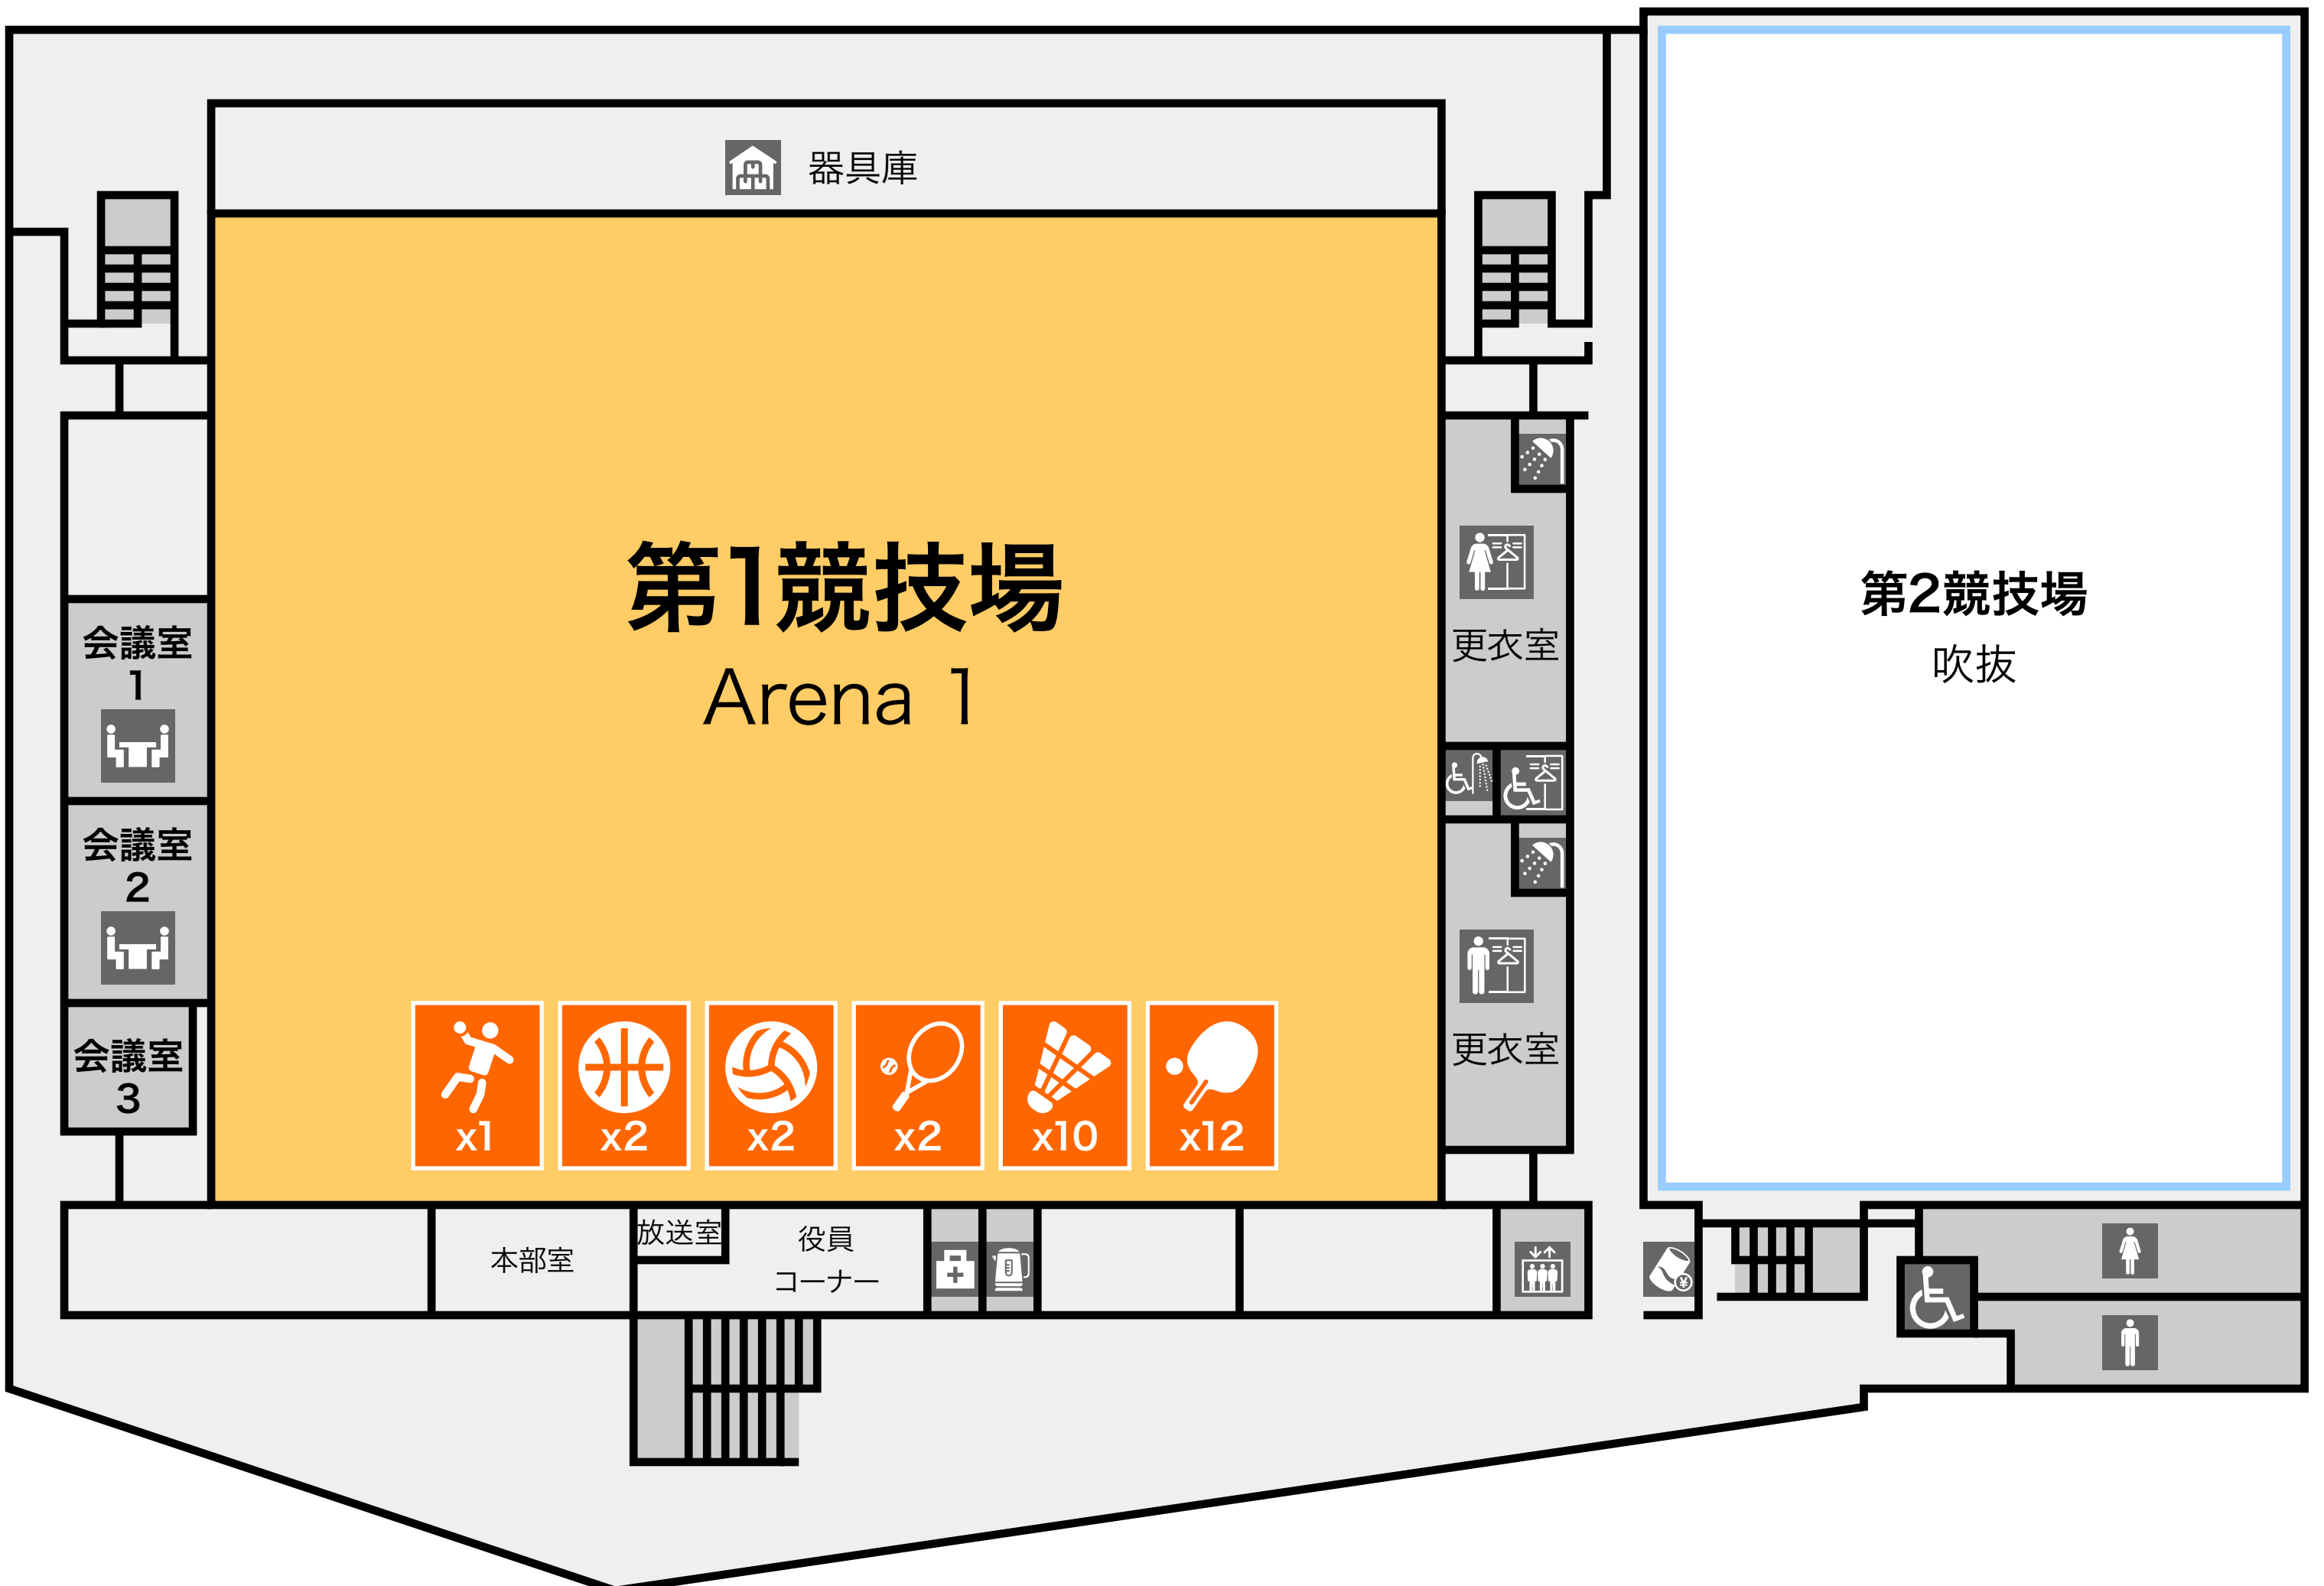 器具庫
第1競技場
Arena 1
第2競技場
吹抜
会議室
1
会議室
2
会議室
3
更衣室
更衣室
x1
x2
x2
x2
x10
x12
本部室
放送室
役員
コーナー
¥